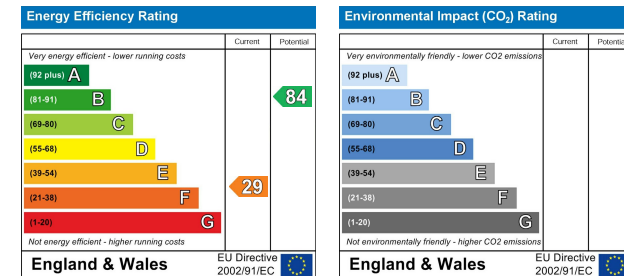 Energy Efficiency Rating
Current Potential
Very energy efficient - lower running costs
(92 plus) A
(81-91) B
84
(69-80) C
(55-68) D
(39-54) E
29
(21-38) F
(1-20) G
Not energy efficient - higher running costs
England & Wales
EU Directive
2002/91/EC
Environmental Impact (CO₂) Rating
Current Potential
Very environmentally friendly - lower CO2 emissions
(92 plus) A
(81-91) B
(69-80) C
(55-68) D
(39-54) E
(21-38) F
(1-20) G
Not environmentally friendly - higher CO2 emissions
England & Wales
EU Directive
2002/91/EC